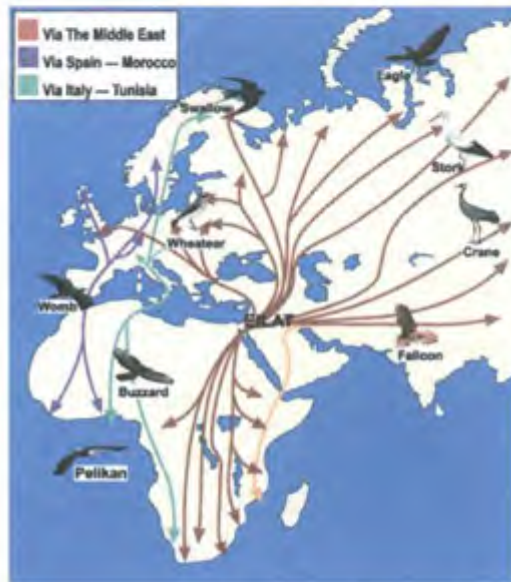 Via The Middle East
Via Spain — Morocco
Via Italy — Tunisia
Eagle
Swallow
Stork
Wheatear
Crane
Womb
EILAT
Falcon
Buzzard
Pelikan